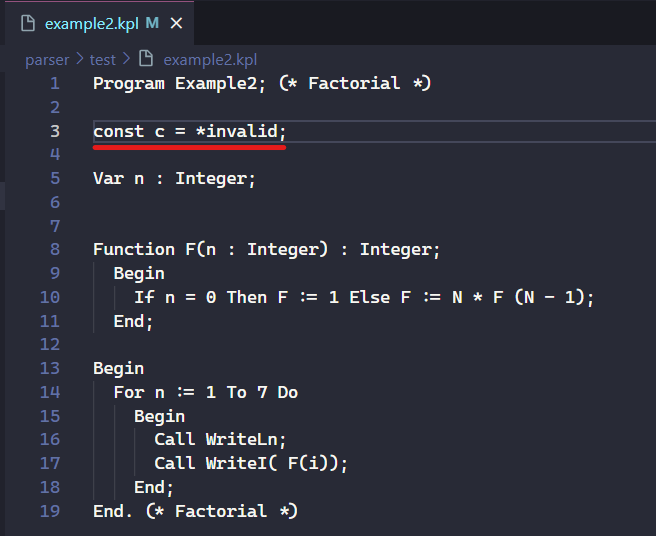 example2.kpl M ×
parser > test > example2.kpl
1 Program Example2; (* Factorial *)
2
3 const c = *invalid;
4
5 Var n : Integer;
6
7
8 Function F(n : Integer) : Integer;
9 Begin
10 If n = 0 Then F := 1 Else F := N * F (N - 1);
11 End;
12
13 Begin
14 For n := 1 To 7 Do
15 Begin
16 Call WriteLn;
17 Call WriteI( F(i));
18 End;
19 End. (* Factorial *)